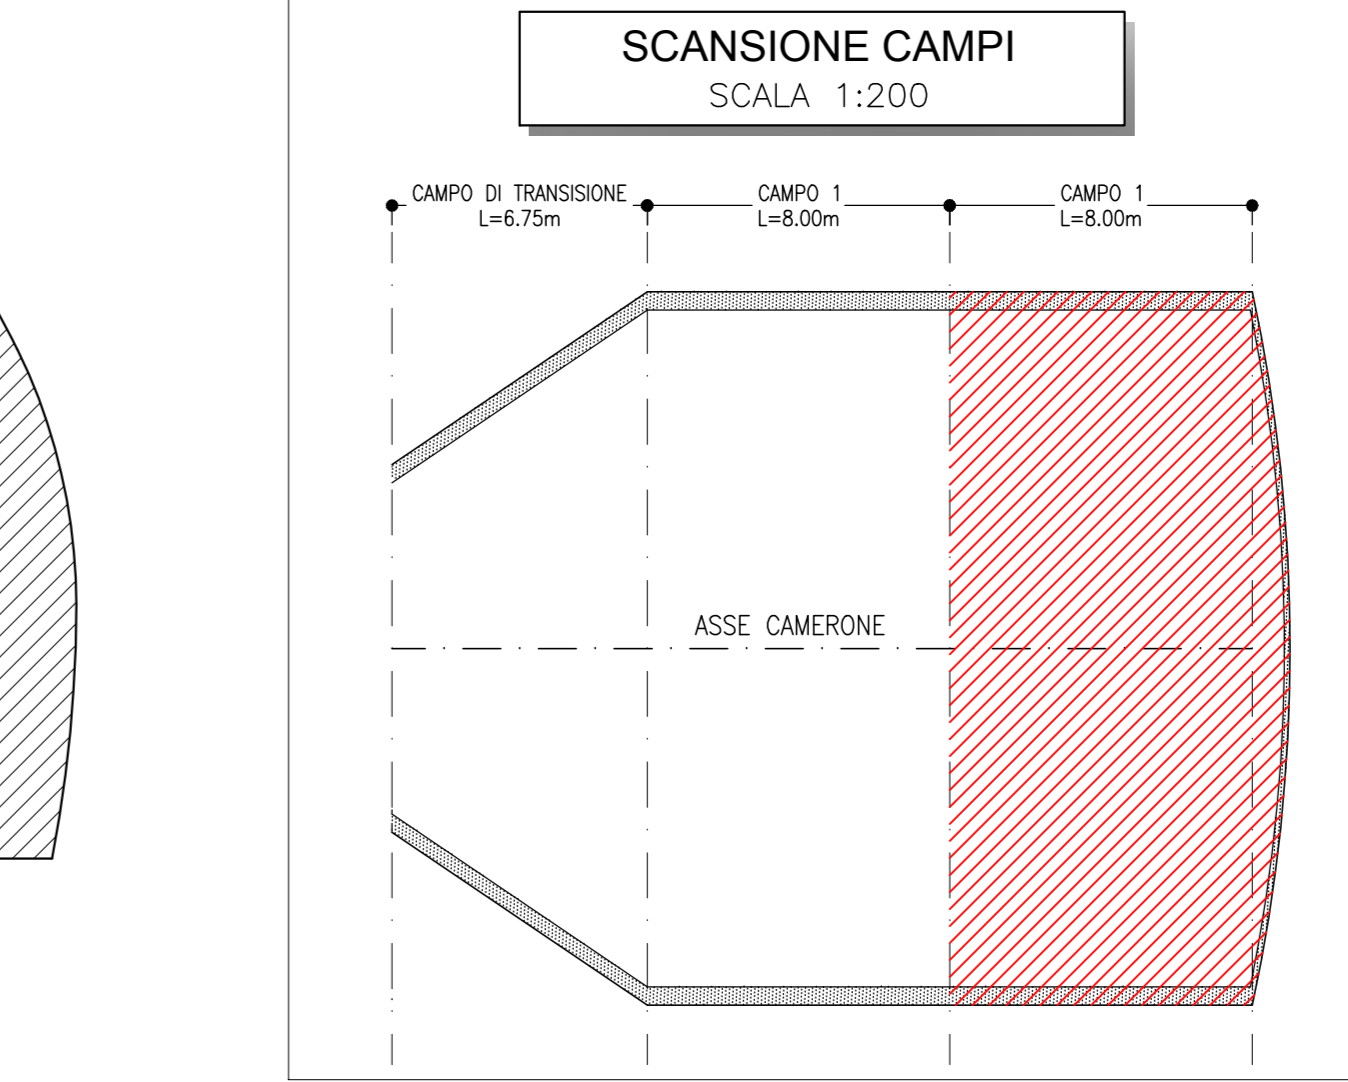 SCANSIONE CAMPI
SCALA 1:200
CAMPO DI TRANSISIONE
L=6.75m
CAMPO 1
L=8.00m
CAMPO 1
L=8.00m
ASSE CAMERONE